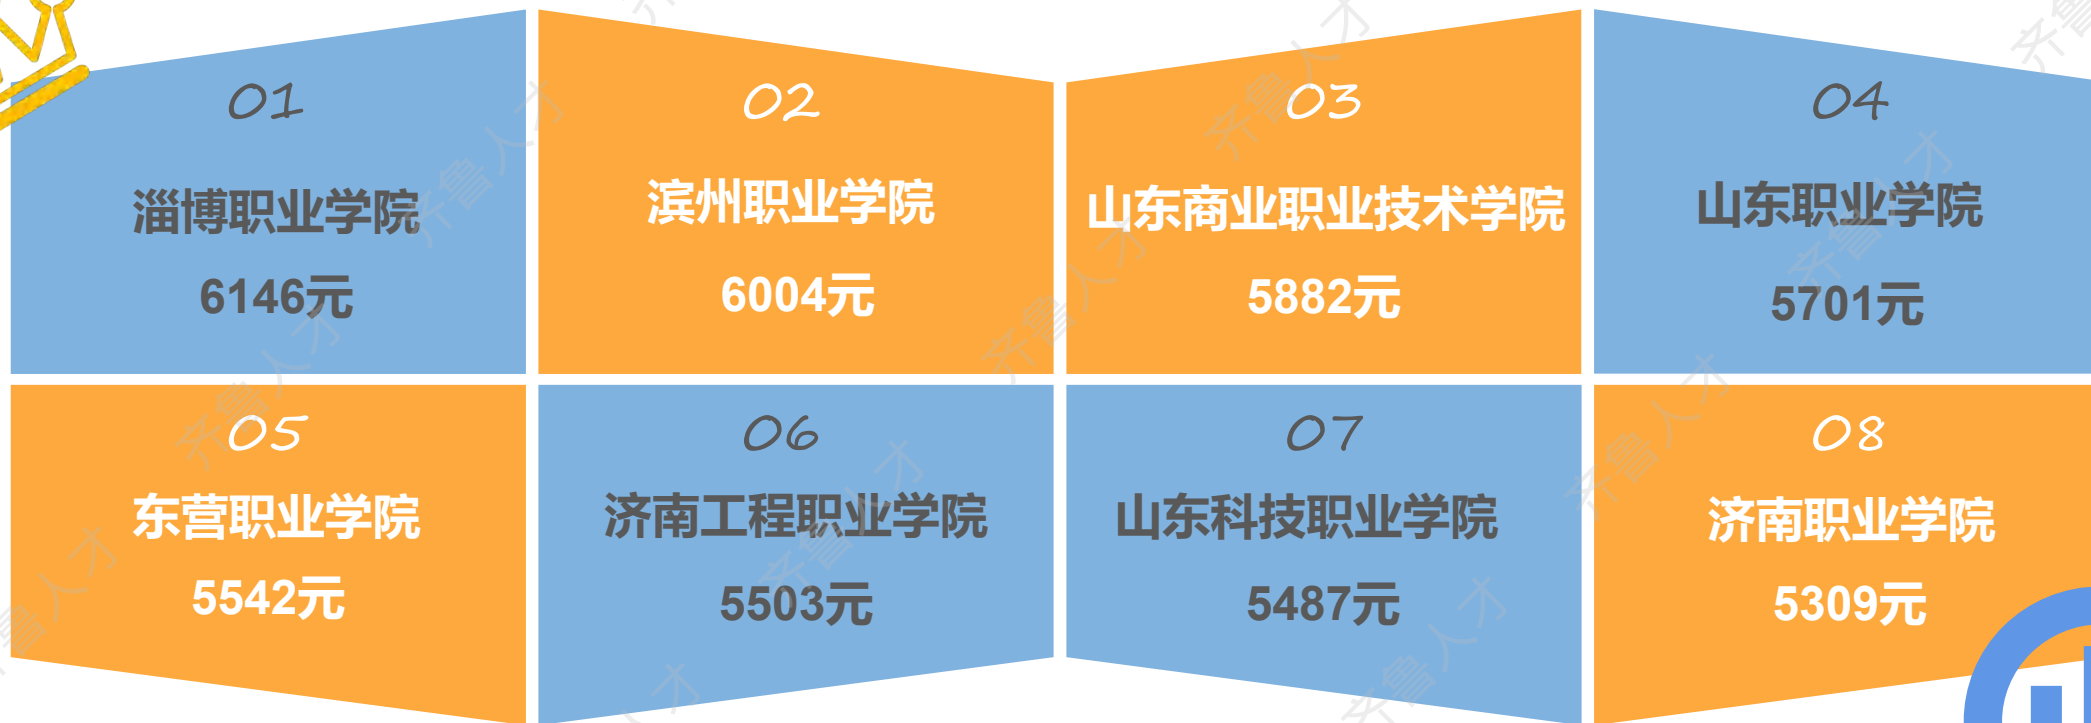 01
淄博职业学院
6146元
02
滨州职业学院
6004元
03
山东商业职业技术学院
5882元
04
山东职业学院
5701元
05
东营职业学院
5542元
06
济南工程职业学院
5503元
07
山东科技职业学院
5487元
08
济南职业学院
5309元
齐鲁人才